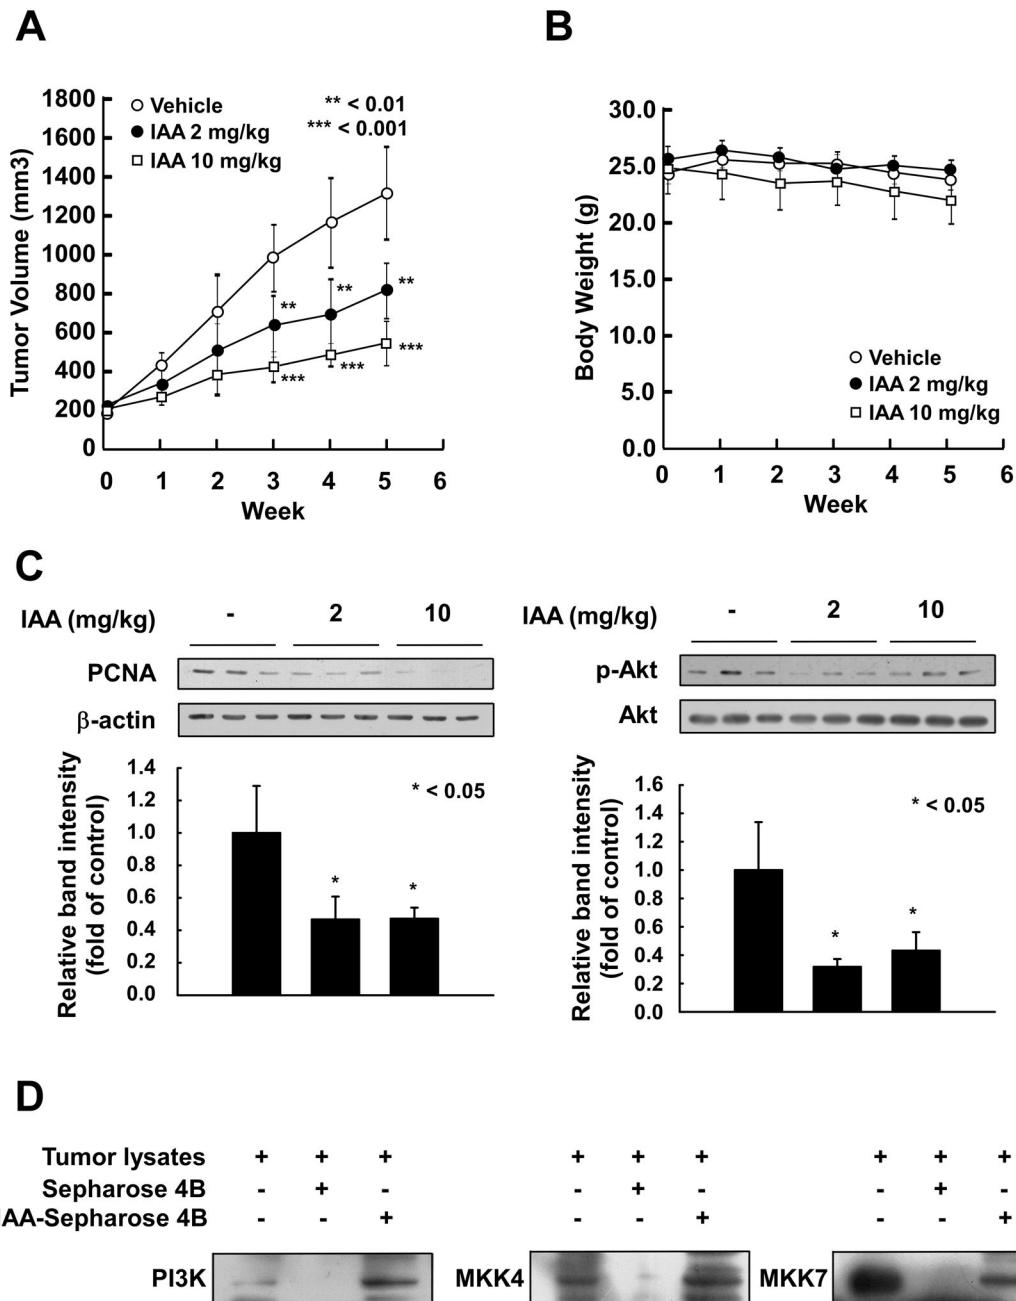 A
Tumor Volume (mm3)
1800
1600
1400
1200
1000
800
600
400
200
0
Vehicle
IAA 2 mg/kg
IAA 10 mg/kg
** < 0.01
*** < 0.001
**
**
**
***
***
***
0 1 2 3 4 5 6
Week
B
Body Weight (g)
30.0
25.0
20.0
15.0
10.0
5.0
0.0
Vehicle
IAA 2 mg/kg
IAA 10 mg/kg
0 1 2 3 4 5 6
Week
C
IAA (mg/kg) - 2 10
PCNA
β-actin
Relative band intensity
(fold of control)
1.4
1.2
1.0
0.8
0.6
0.4
0.2
0.0
* < 0.05
* *
IAA (mg/kg) - 2 10
p-Akt
Akt
Relative band intensity
(fold of control)
1.6
1.4
1.2
1.0
0.8
0.6
0.4
0.2
0.0
* < 0.05
* *
D
Tumor lysates + + + + + + + + +
Sepharose 4B - + - - + - - + -
IAA-Sepharose 4B - - + - - + - - +
PI3K MKK4 MKK7